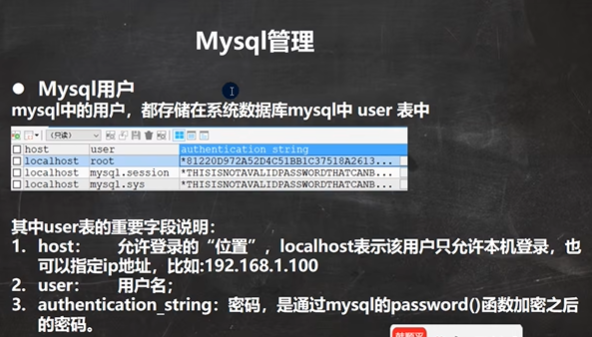 Mysql管理
● Mysql用户
mysql中的用户，都存储在系统数据库mysql中 user 表中
(只读)
host user authentication string
localhost root *81220D972A52D4C51BB1C37518A2613...
localhost mysql.session *THISISNOTAVALIDPASSWORDTHATCANB...
localhost mysql.sys *THISISNOTAVALIDPASSWORDTHATCANB...
其中user表的重要字段说明：
1. host： 允许登录的“位置”，localhost表示该用户只允许本机登录，也
可以指定ip地址，比如:192.168.1.100
2. user： 用户名；
3. authentication_string：密码，是通过mysql的password()函数加密之后
的密码。